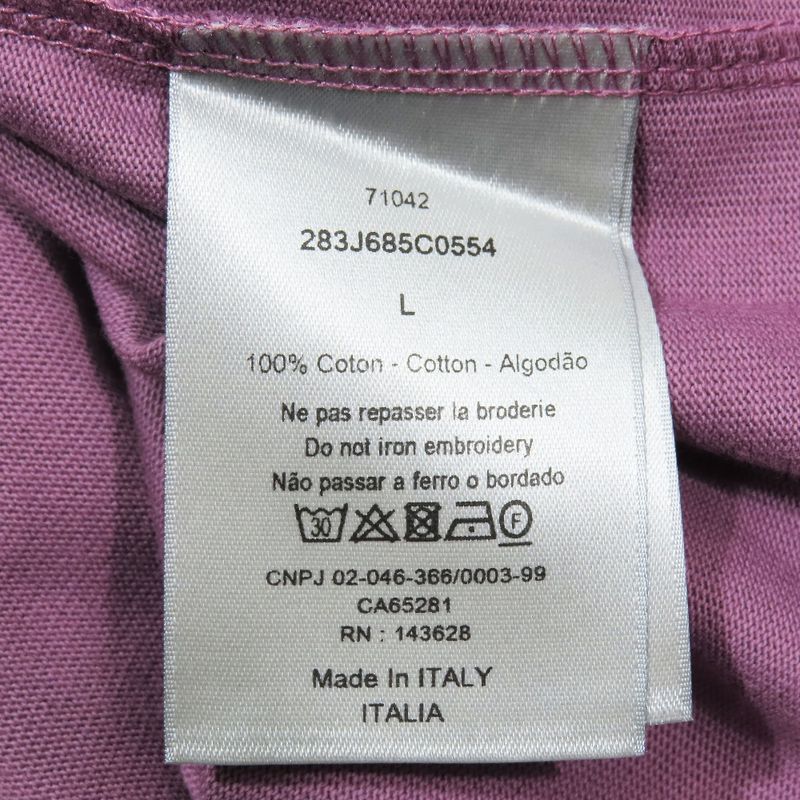 71042
283J685C0554
L
100% Coton - Cotton - Algodão
Ne pas repasser la broderie
Do not iron embroidery
Não passar a ferro o bordado
30 F
CNPJ 02-046-366/0003-99
CA65281
RN : 143628
Made In ITALY
ITALIA